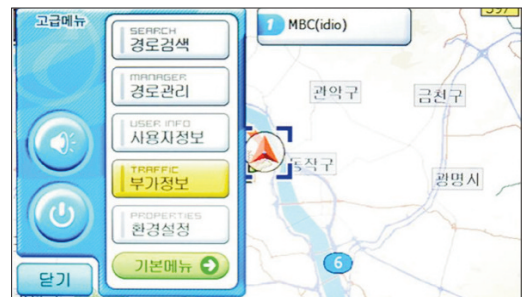 고급메뉴
SEARCH
경로검색
MANAGER
경로관리
USER INFO
사용자정보
TRAFFIC
부가정보
PROPERTIES
환경설정
기본메뉴
닫기
1 MBC(idio)
397
관악구
금천구
동작구
광명시
6